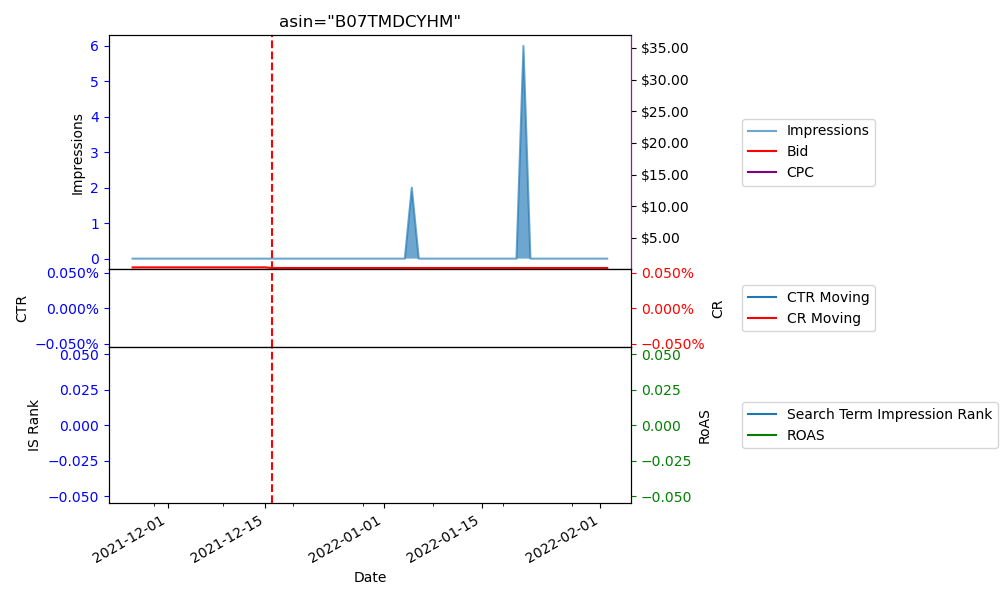 asin="B07TMDCYHM"
6
5
4
3
2
1
0
Impressions
$35.00
$30.00
$25.00
$20.00
$15.00
$10.00
$5.00
Impressions
Bid
CPC
0.050%
0.000%
−0.050%
CTR
0.050%
0.000%
−0.050%
CR
CTR Moving
CR Moving
0.050
0.025
0.000
−0.025
−0.050
IS Rank
0.050
0.025
0.000
−0.025
−0.050
RoAS
Search Term Impression Rank
ROAS
2021-12-01
2021-12-15
2022-01-01
2022-01-15
2022-02-01
Date